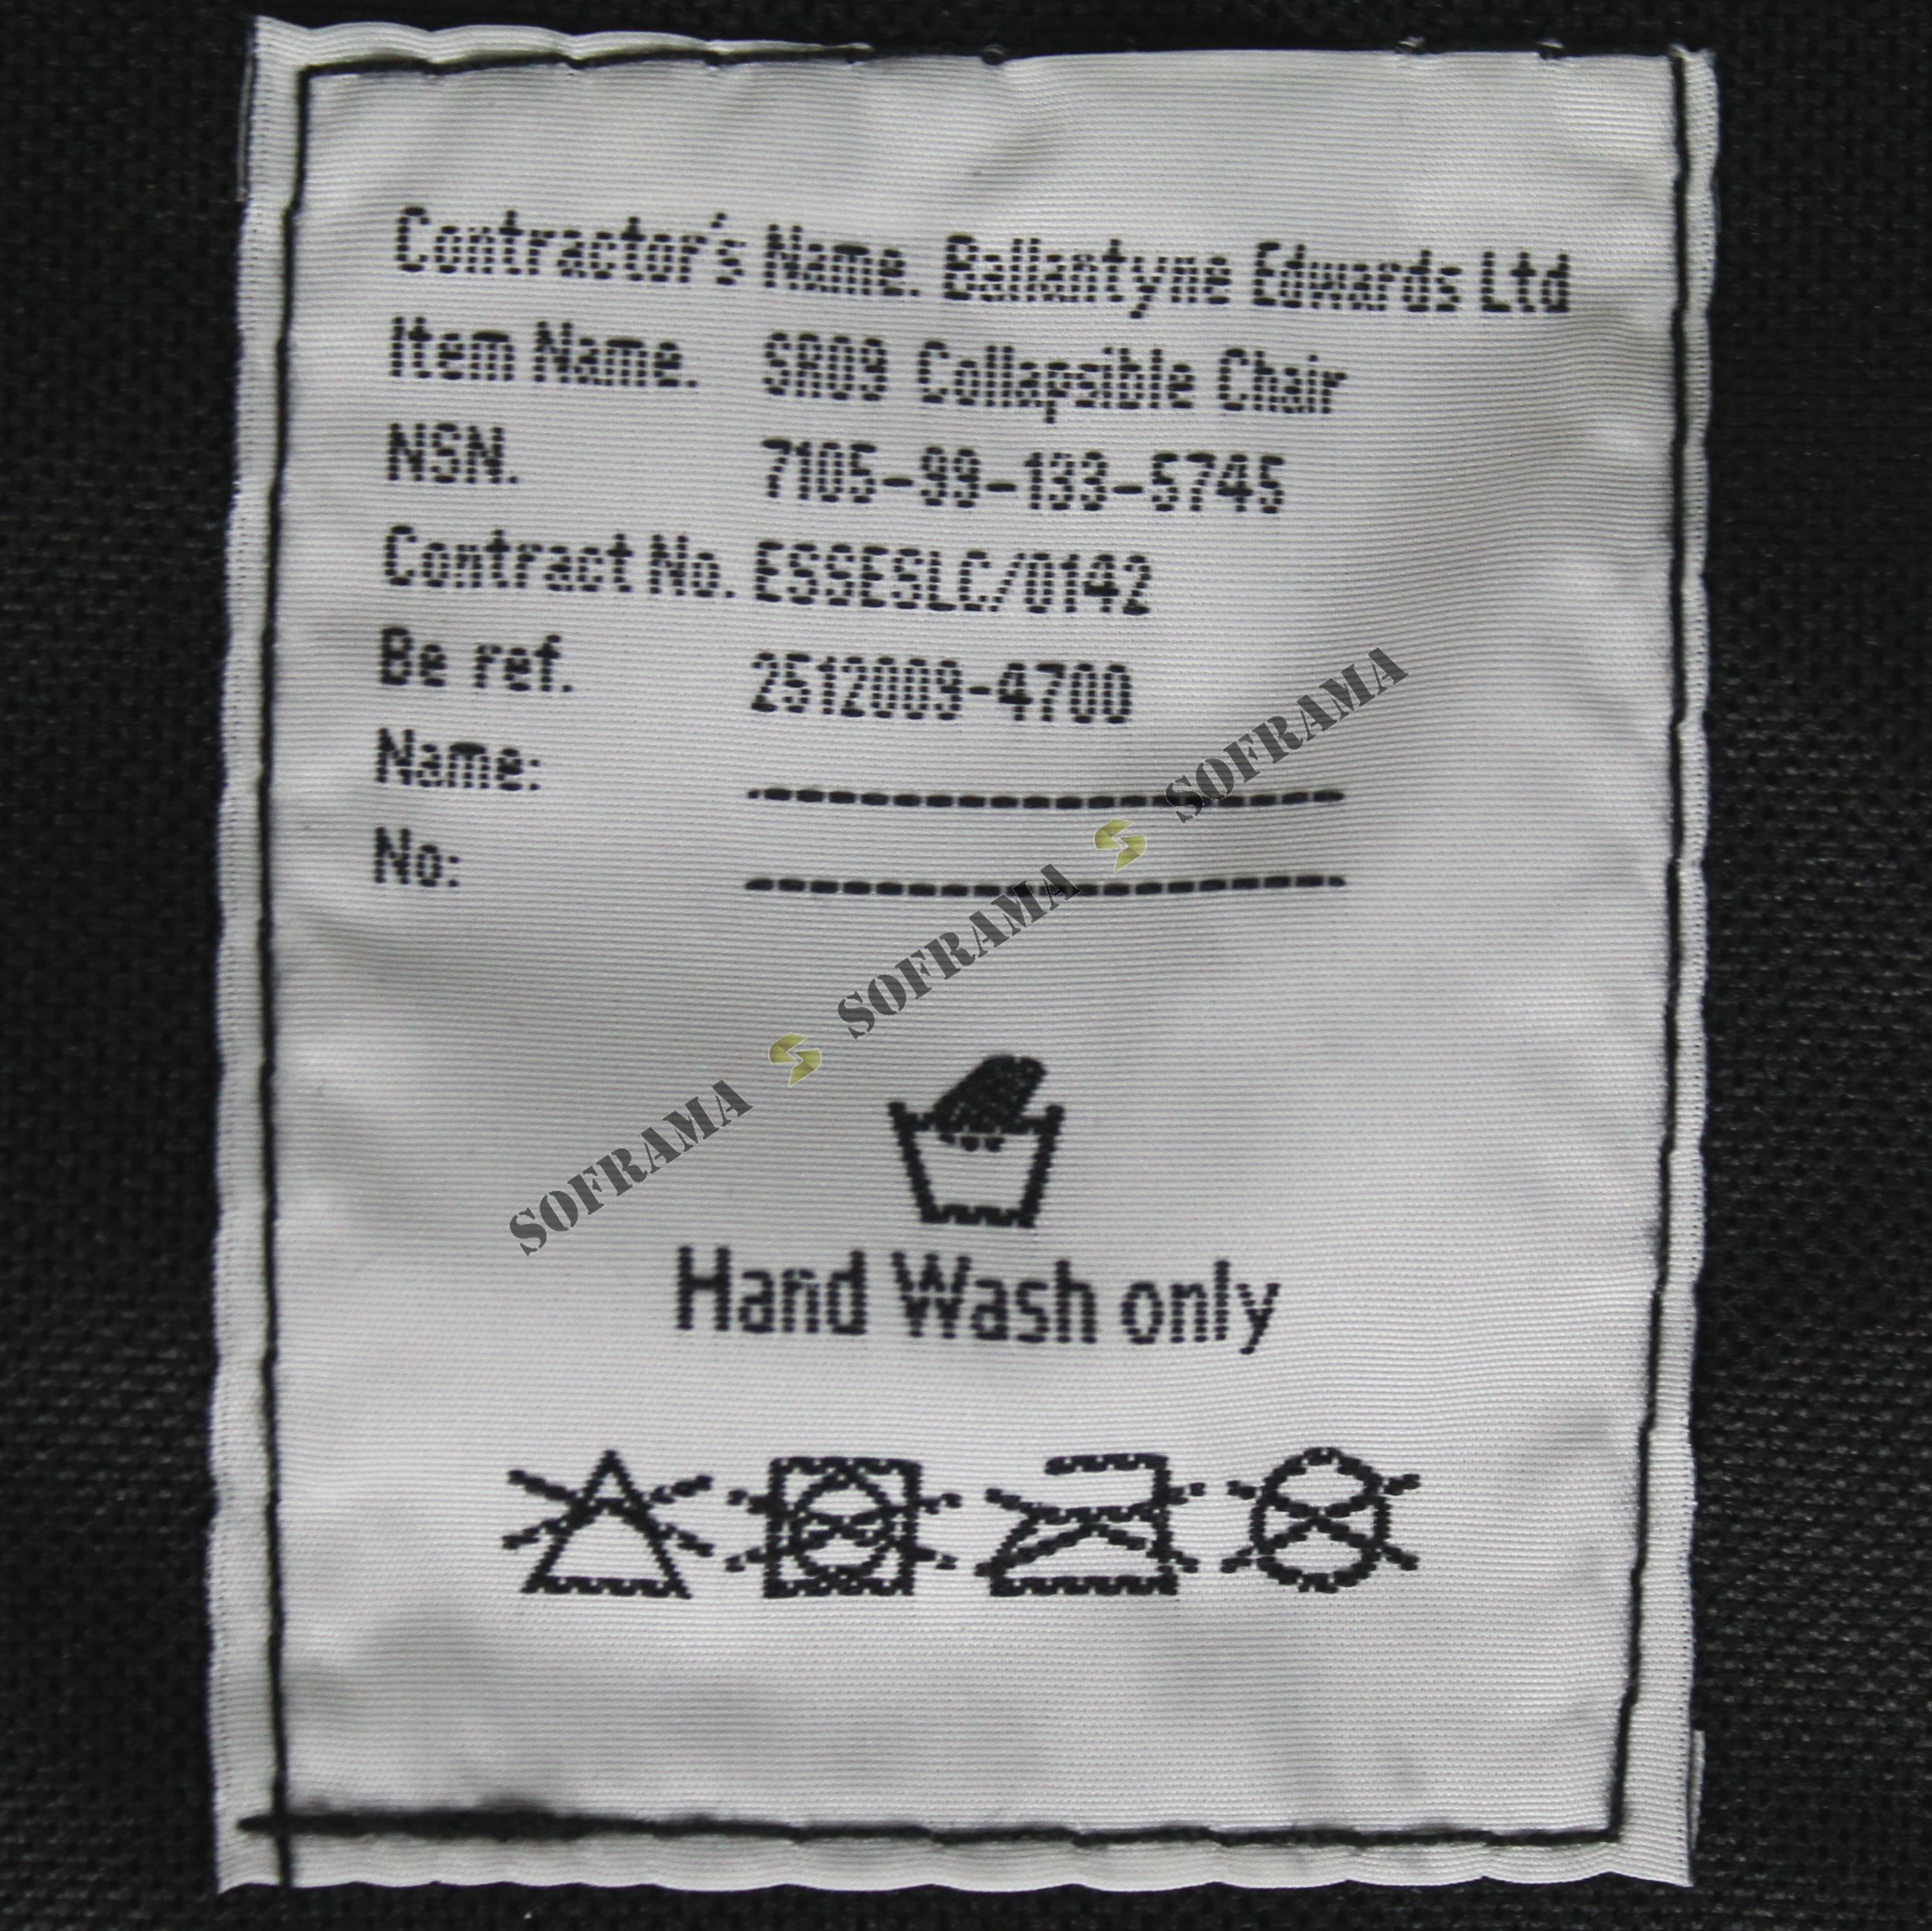 Contractor's Name. Ballantyne Edwards Ltd
Item Name. SR09 Collapsible Chair
NSN. 7105-99-133-5745
Contract No. ESSESLC/0142
Be ref. 2512009-4700
Name:
No:
SOFRAMA SOFRAMA SOFRAMA
Hand Wash only